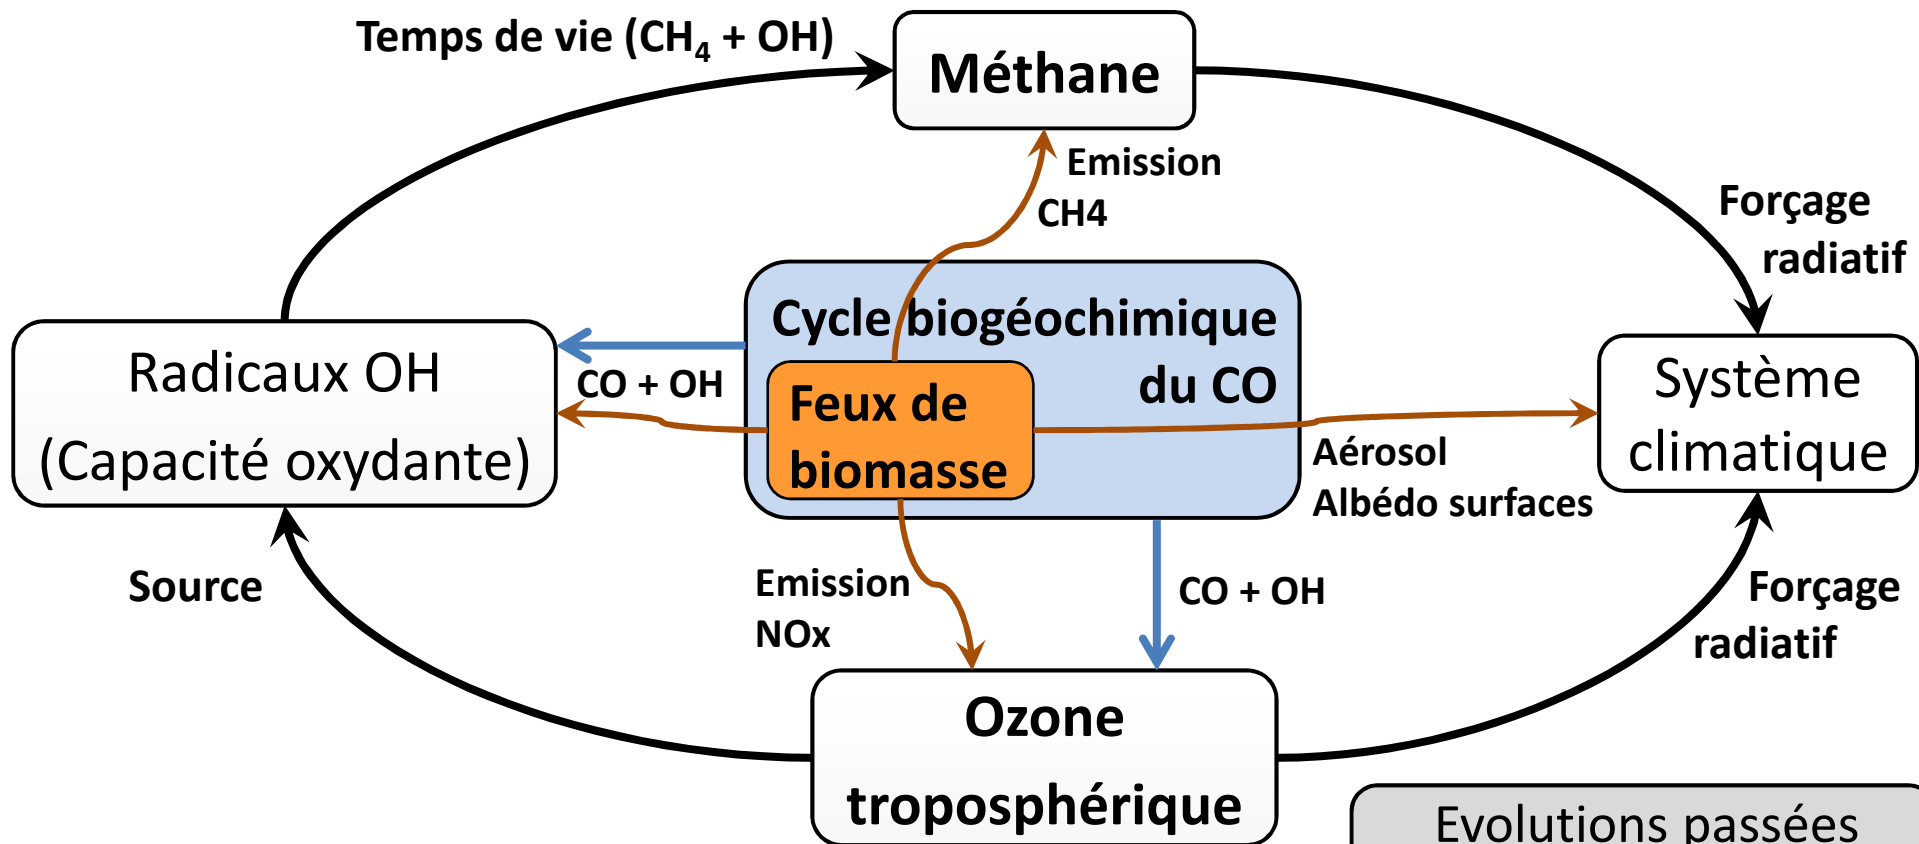 Temps de vie (CH₄ + OH)
Méthane
Emission
CH4
Forçage
radiatif
Cycle biogéochimique
du CO
Radicaux OH
(Capacité oxydante)
CO + OH
Feux de
biomasse
Système
climatique
Aérosol
Albédo surfaces
Source
Emission
NOx
CO + OH
Forçage
radiatif
Ozone
troposphérique
Evolutions passées